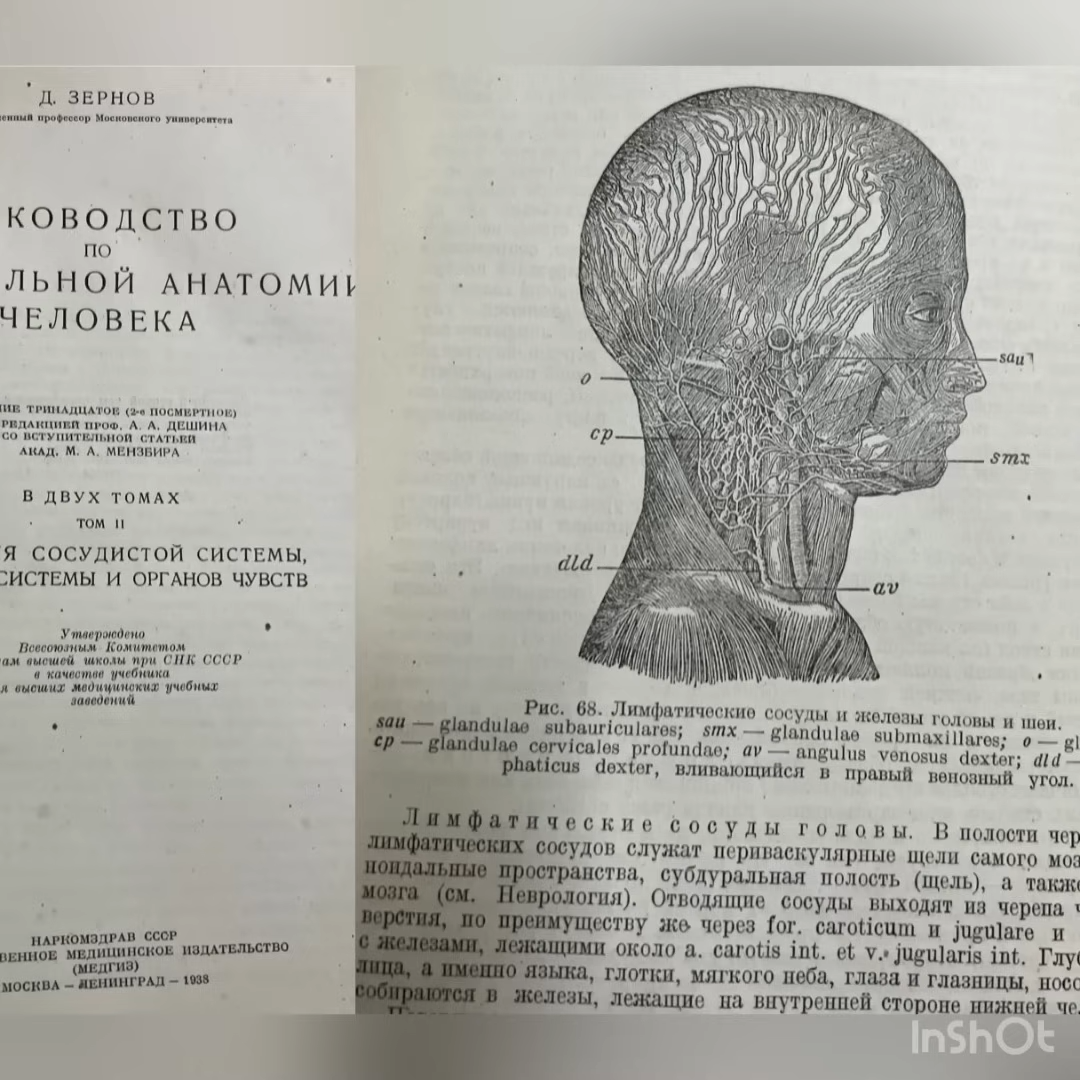 Д. ЗЕРНОВ
профессор Московского университета
КОВОДСТВО
ПО
ЛЬНОЙ АНАТОМИИ
ЧЕЛОВЕКА
ИЕ ТРИНАДЦАТОЕ (2-е ПОСМЕРТНОЕ)
РЕДАКЦИЕЙ ПРОФ. А. А. ДЕШИНА
СО ВСТУПИТЕЛЬНОЙ СТАТЬЕЙ
АКАД. М. А. МЕНЗБИРА
В ДВУХ ТОМАХ
ТОМ II
Я СОСУДИСТОЙ СИСТЕМЫ,
СИСТЕМЫ И ОРГАНОВ ЧУВСТВ
Утверждено
Всесоюзным Комитетом
ам высшей школы при СНК СССР
в качестве учебника
я высших медицинских учебных
заведений
НАРКОМЗДРАВ СССР
ВЕННОЕ МЕДИЦИНСКОЕ ИЗДАТЕЛЬСТВО
(МЕДГИЗ)
МОСКВА — ЛЕНИНГРАД — 1938
sau
o
cp
smx
dld
av
Рис. 68. Лимфатические сосуды и железы головы и шеи.
sau — glandulae subauriculares; smx — glandulae submaxillares; o — gl
cp — glandulae cervicales profundae; av — angulus venosus dexter; dld —
phaticus dexter, вливающийся в правый венозный угол.
Лимфатические сосуды головы. В полости чер
лимфатических сосудов служат периваскулярные щели самого моз
ноидальные пространства, субдуральная полость (щель), а также
мозга (см. Неврология). Отводящие сосуды выходят из черепа ч
верстия, по преимуществу же через for. caroticum и jugulare и
с железами, лежащими около a. carotis int. et v. jugularis int. Глуб
лица, а именно языка, глотки, мягкого неба, глаза и глазницы, носо
собираются в железы, лежащие на внутренней стороне нижней че
InShOt